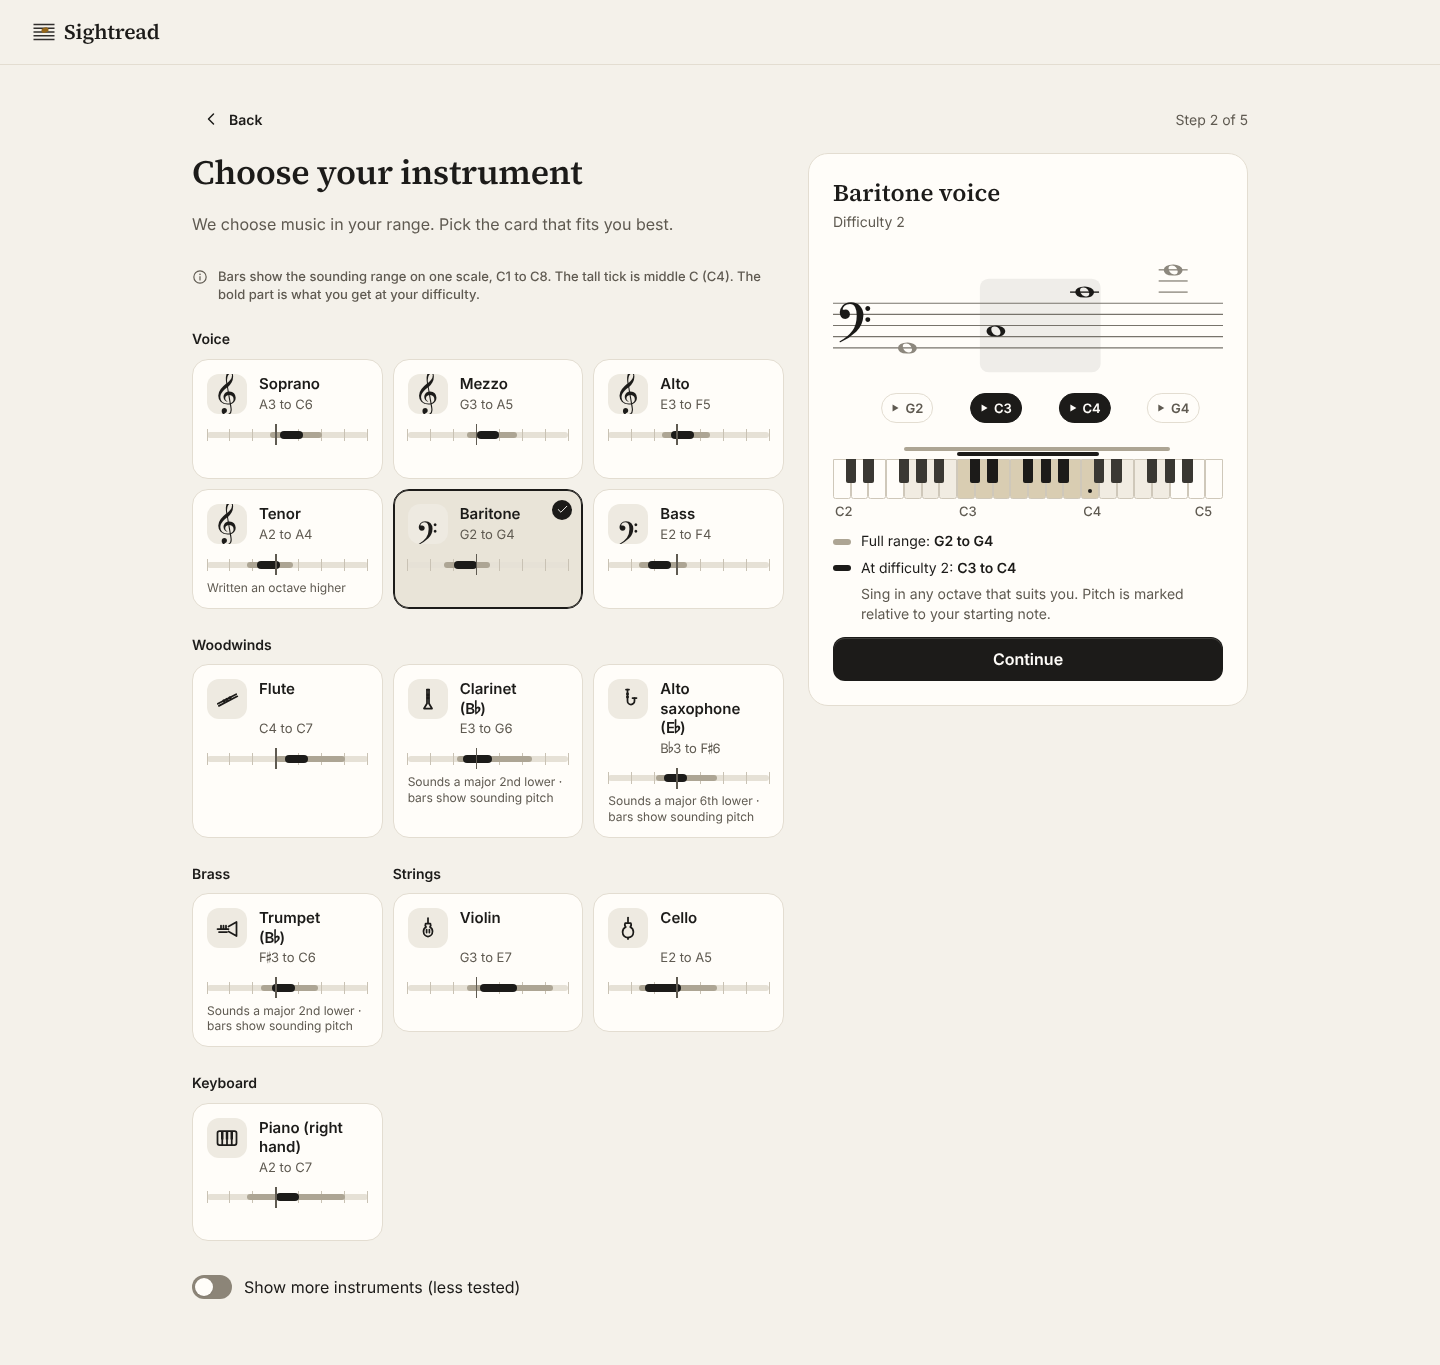 Sightread
Back
Step 2 of 5
Choose your instrument
We choose music in your range. Pick the card that fits you best.
Bars show the sounding range on one scale, C1 to C8. The tall tick is middle C (C4). The
bold part is what you get at your difficulty.
Voice
Soprano
A3 to C6
Mezzo
G3 to A5
Alto
E3 to F5
Tenor
A2 to A4
Written an octave higher
Baritone
G2 to G4
Bass
E2 to F4
Woodwinds
Flute
C4 to C7
Clarinet
(B♭)
E3 to G6
Sounds a major 2nd lower ·
bars show sounding pitch
Alto
saxophone
(E♭)
B♭3 to F♯6
Sounds a major 6th lower ·
bars show sounding pitch
Brass
Trumpet
(B♭)
F♯3 to C6
Sounds a major 2nd lower ·
bars show sounding pitch
Strings
Violin
G3 to E7
Cello
E2 to A5
Keyboard
Piano (right
hand)
A2 to C7
Show more instruments (less tested)
Baritone voice
Difficulty 2
G2
C3
C4
G4
C2
C3
C4
C5
Full range: G2 to G4
At difficulty 2: C3 to C4
Sing in any octave that suits you. Pitch is marked
relative to your starting note.
Continue